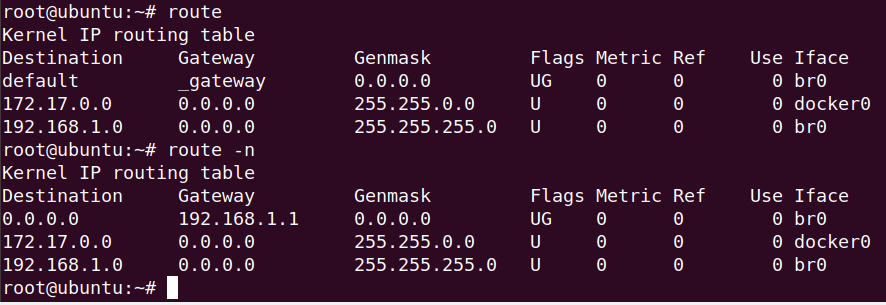 root@ubuntu:~# route
Kernel IP routing table
Destination     Gateway         Genmask         Flags Metric Ref    Use Iface
default         _gateway        0.0.0.0         UG    0      0        0 br0
172.17.0.0      0.0.0.0         255.255.0.0     U     0      0        0 docker0
192.168.1.0     0.0.0.0         255.255.255.0   U     0      0        0 br0
root@ubuntu:~# route -n
Kernel IP routing table
Destination     Gateway         Genmask         Flags Metric Ref    Use Iface
0.0.0.0         192.168.1.1     0.0.0.0         UG    0      0        0 br0
172.17.0.0      0.0.0.0         255.255.0.0     U     0      0        0 docker0
192.168.1.0     0.0.0.0         255.255.255.0   U     0      0        0 br0
root@ubuntu:~#